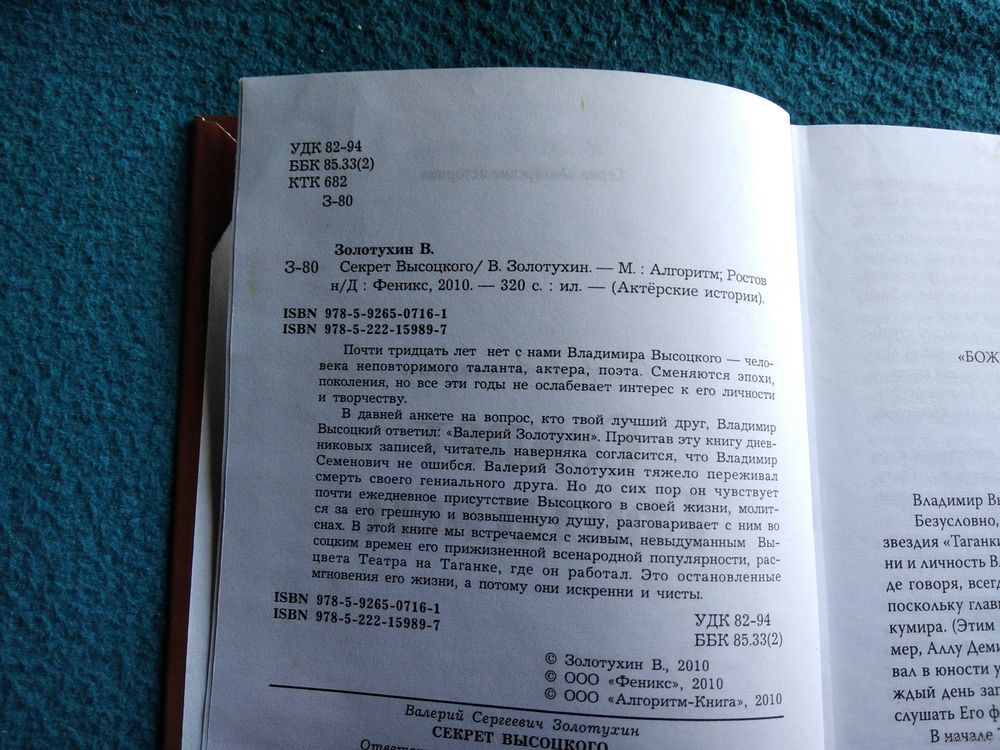 УДК 82-94
ББК 85.33(2)
КТК 682
З-80
Золотухин В.
З-80 Секрет Высоцкого/ В. Золотухин. — М. : Алгоритм; Ростов
н/Д : Феникс, 2010. — 320 с. : ил. — (Актёрские истории).
ISBN 978-5-9265-0716-1
ISBN 978-5-222-15989-7
Почти тридцать лет нет с нами Владимира Высоцкого — чело-
века неповторимого таланта, актера, поэта. Сменяются эпохи,
поколения, но все эти годы не ослабевает интерес к его личности
и творчеству.
В давней анкете на вопрос, кто твой лучший друг, Владимир
Высоцкий ответил: «Валерий Золотухин». Прочитав эту книгу днев-
никовых записей, читатель наверняка согласится, что Владимир
Семенович не ошибся. Валерий Золотухин тяжело переживал
смерть своего гениального друга. Но до сих пор он чувствует
почти ежедневное присутствие Высоцкого в своей жизни, молит-
ся за его грешную и возвышенную душу, разговаривает с ним во
снах. В этой книге мы встречаемся с живым, невыдуманным Вы-
соцким времен его прижизненной всенародной популярности, рас-
цвета Театра на Таганке, где он работал. Это остановленные
мгновения его жизни, а потому они искренни и чисты.
ISBN 978-5-9265-0716-1
ISBN 978-5-222-15989-7
УДК 82-94
ББК 85.33(2)
© Золотухин В., 2010
© ООО «Феникс», 2010
© ООО «Алгоритм-Книга», 2010
Валерий Сергеевич Золотухин
СЕКРЕТ ВЫСОЦКОГО
«БОЖ
Владимир Вы
Безусловно,
звездия «Таганки
ни и личность В
де говоря, всег
поскольку глав
кумира. (Этим
мер, Аллу Деми
вал в юности у
ждый день зап
слушать Его ф
В начале